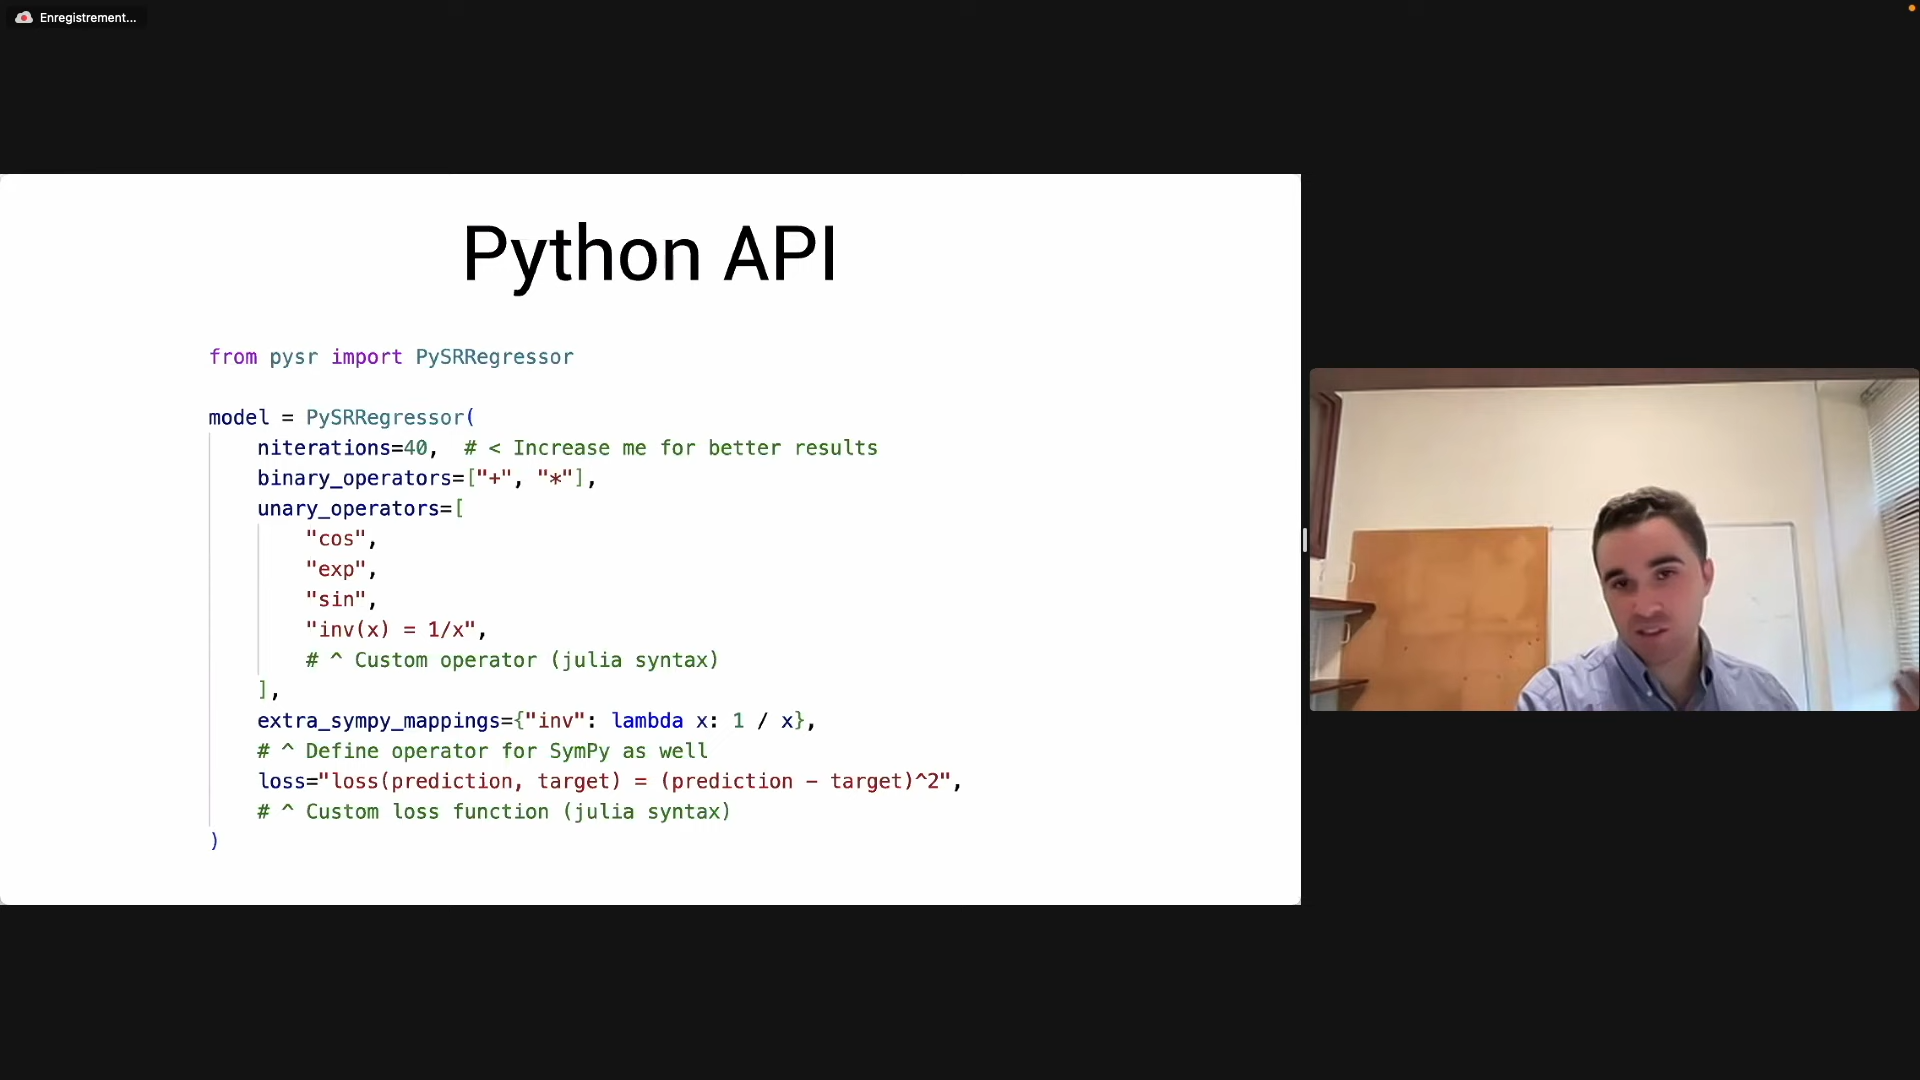 Enregistrement...
Python API
from pysr import PySRRegressor
model = PySRRegressor(
niterations=40,  # < Increase me for better results
binary_operators=["+", "*"],
unary_operators=[
"cos",
"exp",
"sin",
"inv(x) = 1/x",
# ^ Custom operator (julia syntax)
],
extra_sympy_mappings={"inv": lambda x: 1 / x},
# ^ Define operator for SymPy as well
loss="loss(prediction, target) = (prediction - target)^2",
# ^ Custom loss function (julia syntax)
)